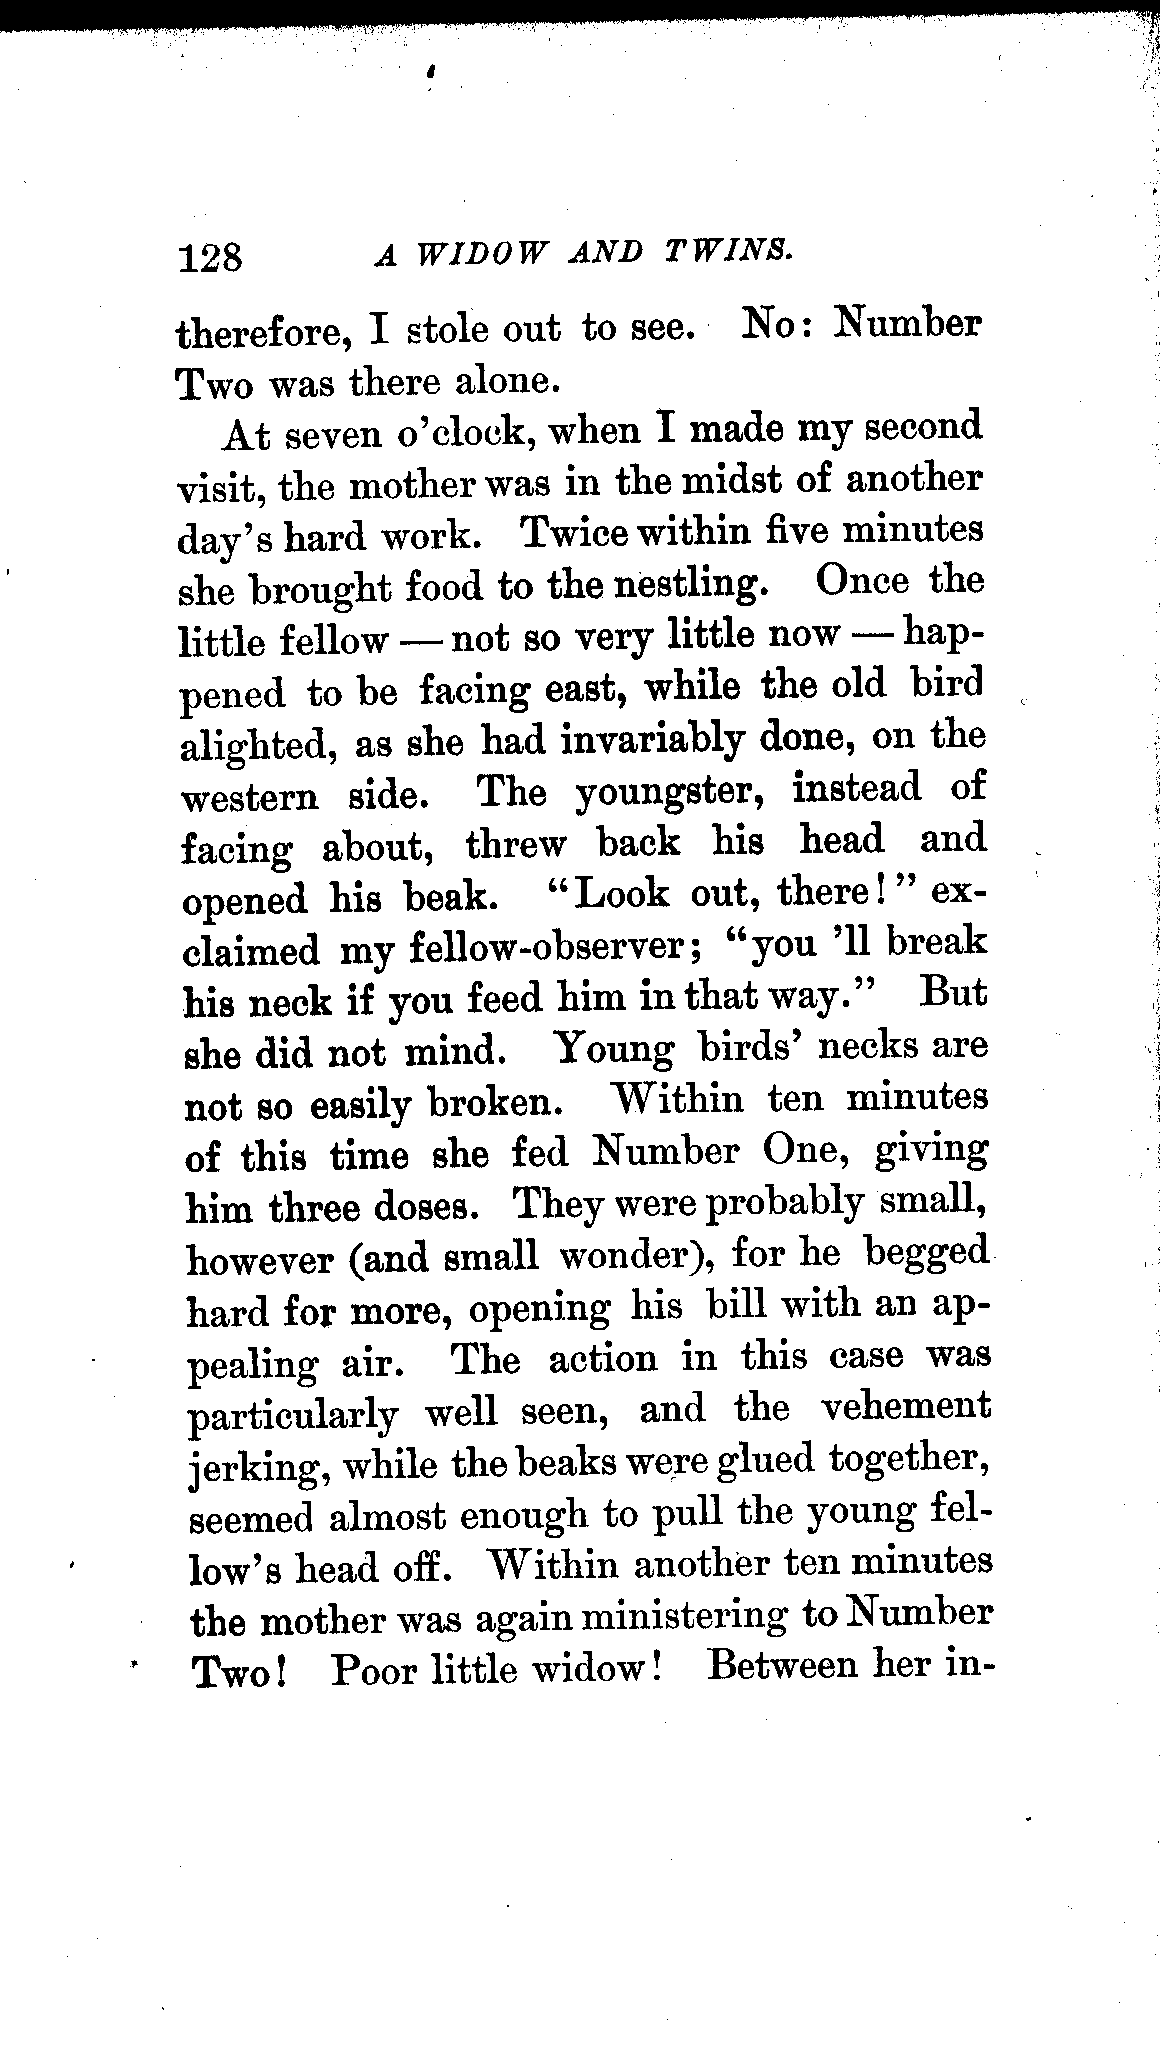 128 A WIDOW AND TWINS.
therefore, I stole out to see. No: Number
Two was there alone.
At seven o'clock, when I made my second
visit, the mother was in the midst of another
day's hard work. Twice within five minutes
she brought food to the nestling. Once the
little fellow — not so very little now — hap-
pened to be facing east, while the old bird
alighted, as she had invariably done, on the
western side. The youngster, instead of
facing about, threw back his head and
opened his beak. "Look out, there!" ex-
claimed my fellow-observer; "you 'll break
his neck if you feed him in that way." But
she did not mind. Young birds' necks are
not so easily broken. Within ten minutes
of this time she fed Number One, giving
him three doses. They were probably small,
however (and small wonder), for he begged
hard for more, opening his bill with an ap-
pealing air. The action in this case was
particularly well seen, and the vehement
jerking, while the beaks were glued together,
seemed almost enough to pull the young fel-
low's head off. Within another ten minutes
the mother was again ministering to Number
Two! Poor little widow! Between her in-